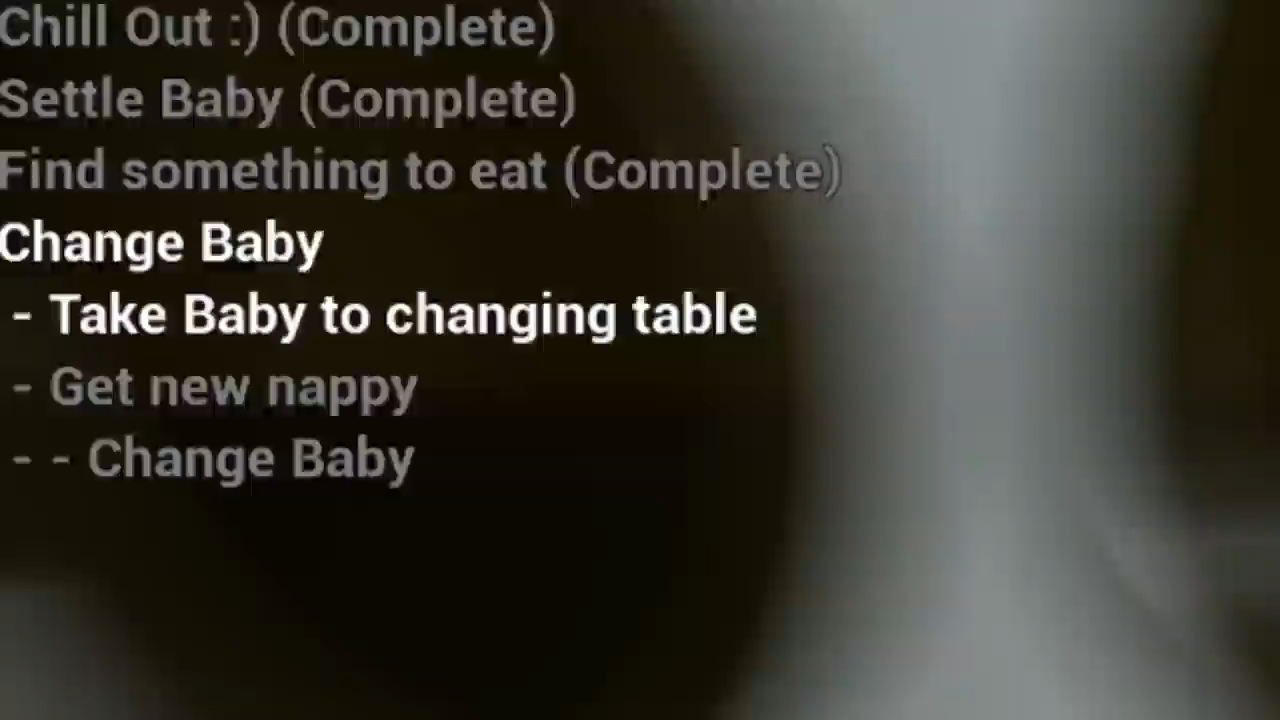 Chill Out :) (Complete)
Settle Baby (Complete)
Find something to eat (Complete)
Change Baby
- Take Baby to changing table
- Get new nappy
- - Change Baby